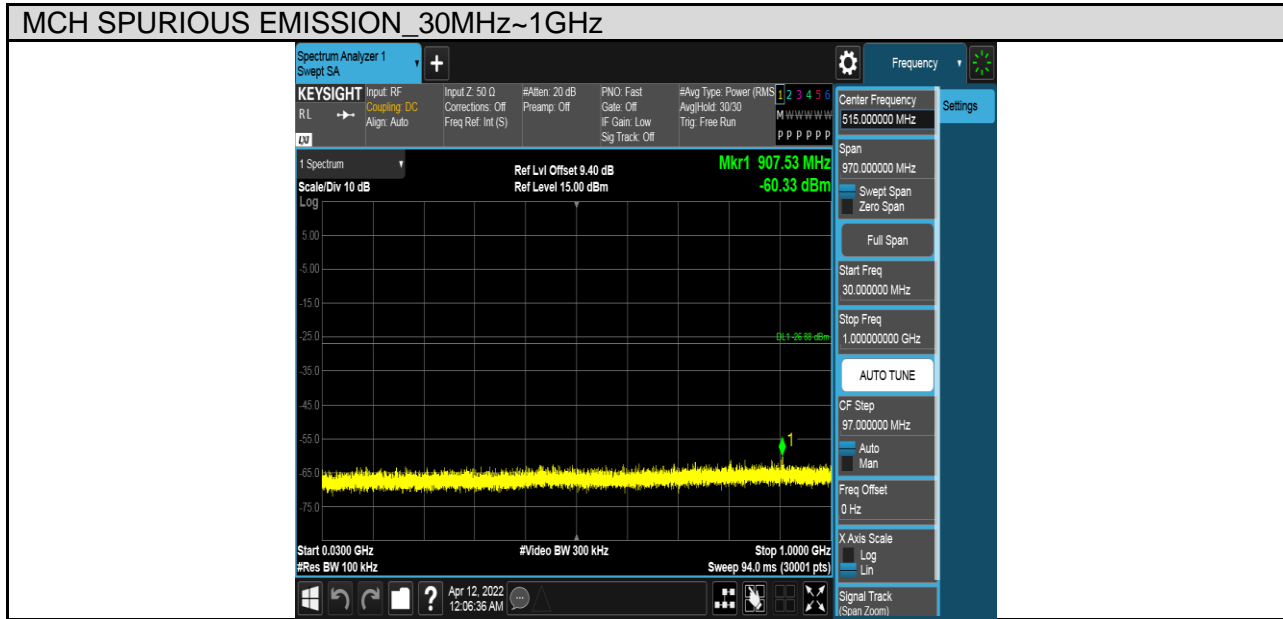 MCH SPURIOUS EMISSION_30MHz~1GHz
Spectrum Analyzer 1
Swept SA
+
Frequency
KEYSIGHT
RL
LXI
Input: RF
Coupling: DC
Align: Auto
Input Z: 50 Ω
Corrections: Off
Freq Ref: Int (S)
#Atten: 20 dB
Preamp: Off
PNO: Fast
Gate: Off
IF Gain: Low
Sig Track: Off
#Avg Type: Power (RMS
Avg|Hold: 30/30
Trig: Free Run
1 2 3 4 5 6
M W W W W W
P P P P P P
1 Spectrum
Scale/Div 10 dB
Log
Ref Lvl Offset 9.40 dB
Ref Level 15.00 dBm
Mkr1 907.53 MHz
-60.33 dBm
5.00
-5.00
-15.0
-25.0
DL1 -26.88 dBm
-35.0
-45.0
-55.0
1
-65.0
-75.0
Start 0.0300 GHz
#Res BW 100 kHz
#Video BW 300 kHz
Stop 1.0000 GHz
Sweep 94.0 ms (30001 pts)
?
Apr 12, 2022
12:06:36 AM
Center Frequency
515.000000 MHz
Span
970.000000 MHz
Swept Span
Zero Span
Full Span
Start Freq
30.000000 MHz
Stop Freq
1.000000000 GHz
AUTO TUNE
CF Step
97.000000 MHz
Auto
Man
Freq Offset
0 Hz
X Axis Scale
Log
Lin
Signal Track
(Span Zoom)
Settings